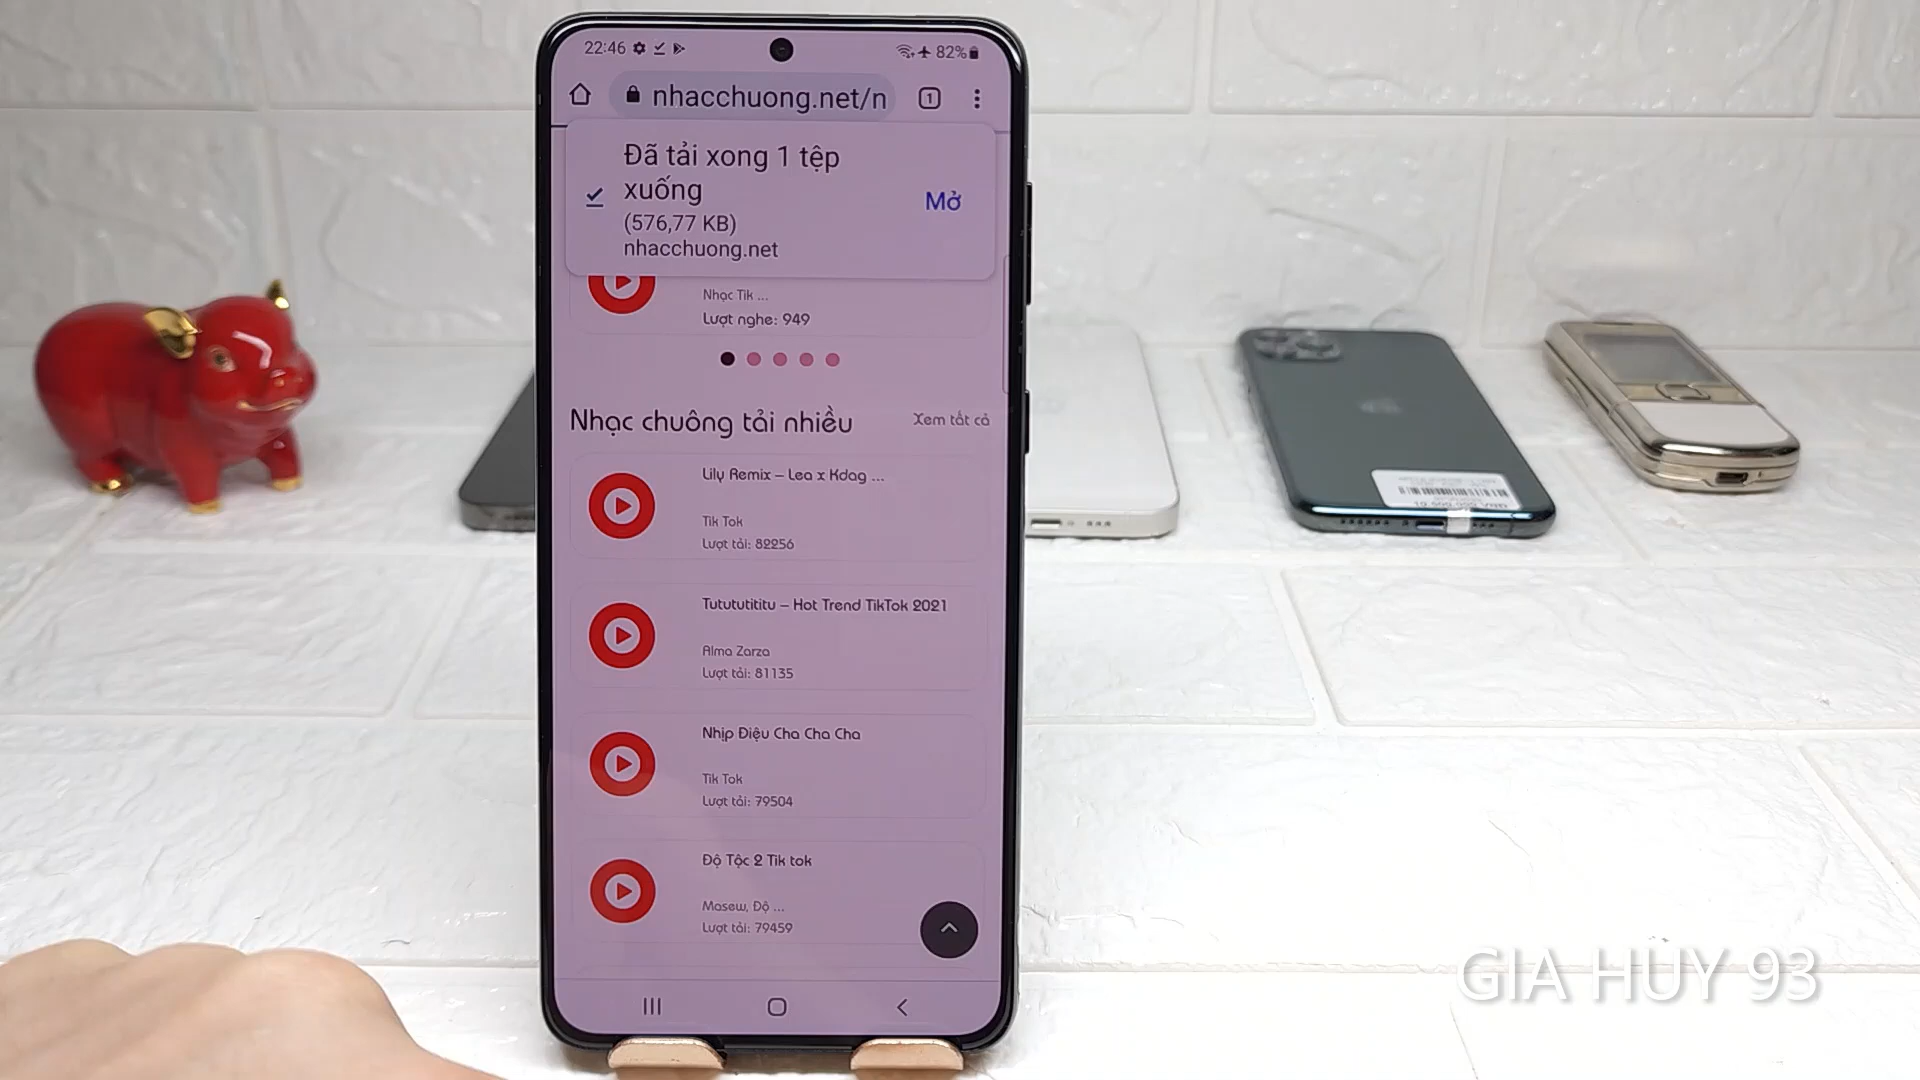 22:46
82%
nhacchuong.net/n
1
Đã tải xong 1 tệp
xuống
Mở
(576,77 KB)
nhacchuong.net
Nhạc Tik ...
Lượt nghe: 949
Nhạc chuông tải nhiều
Xem tất cả
Lily Remix – Lea x Kdag ...
Tik Tok
Lượt tải: 82256
Tutututititu – Hot Trend TikTok 2021
Alma Zarza
Lượt tải: 81135
Nhịp Điệu Cha Cha Cha
Tik Tok
Lượt tải: 79504
Độ Tộc 2 Tik tok
Masew, Độ ...
Lượt tải: 79459
GIA HUY 93